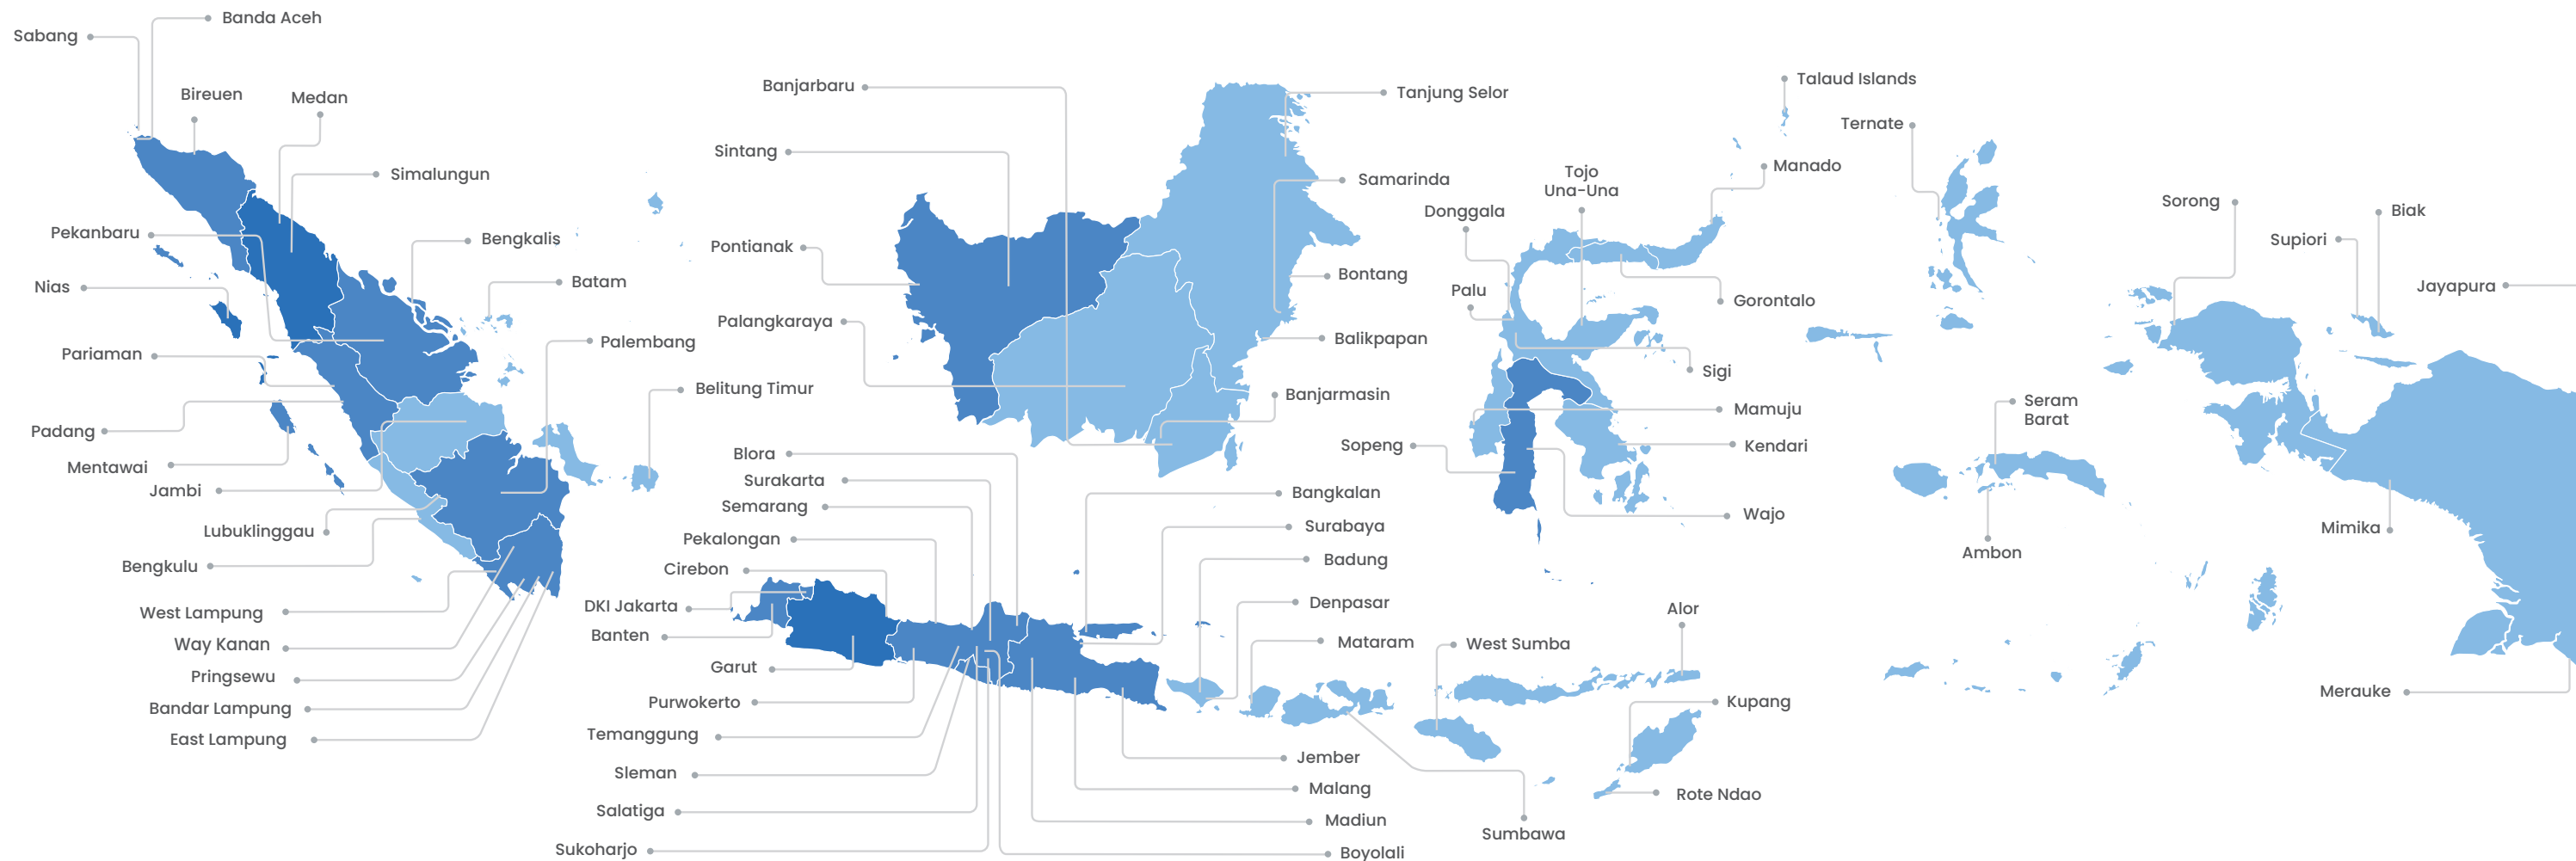 Banda Aceh
Sabang
Bireuen
Medan
Simalungun
Pekanbaru
Bengkalis
Nias
Batam
Pariaman
Palembang
Belitung Timur
Padang
Mentawai
Jambi
Lubuklinggau
Bengkulu
West Lampung
Way Kanan
Pringsewu
Bandar Lampung
East Lampung
Banjarbaru
Sintang
Pontianak
Palangkaraya
Tanjung Selor
Samarinda
Bontang
Balikpapan
Banjarmasin
Blora
Surakarta
Semarang
Pekalongan
Cirebon
DKI Jakarta
Banten
Garut
Purwokerto
Temanggung
Sleman
Salatiga
Sukoharjo
Bangkalan
Surabaya
Badung
Denpasar
Mataram
Jember
Malang
Madiun
Boyolali
Talaud Islands
Ternate
Manado
Tojo
Una-Una
Donggala
Palu
Gorontalo
Sigi
Mamuju
Sopeng
Kendari
Wajo
West Sumba
Alor
Kupang
Rote Ndao
Sumbawa
Sorong
Biak
Supiori
Jayapura
Seram
Barat
Ambon
Mimika
Merauke